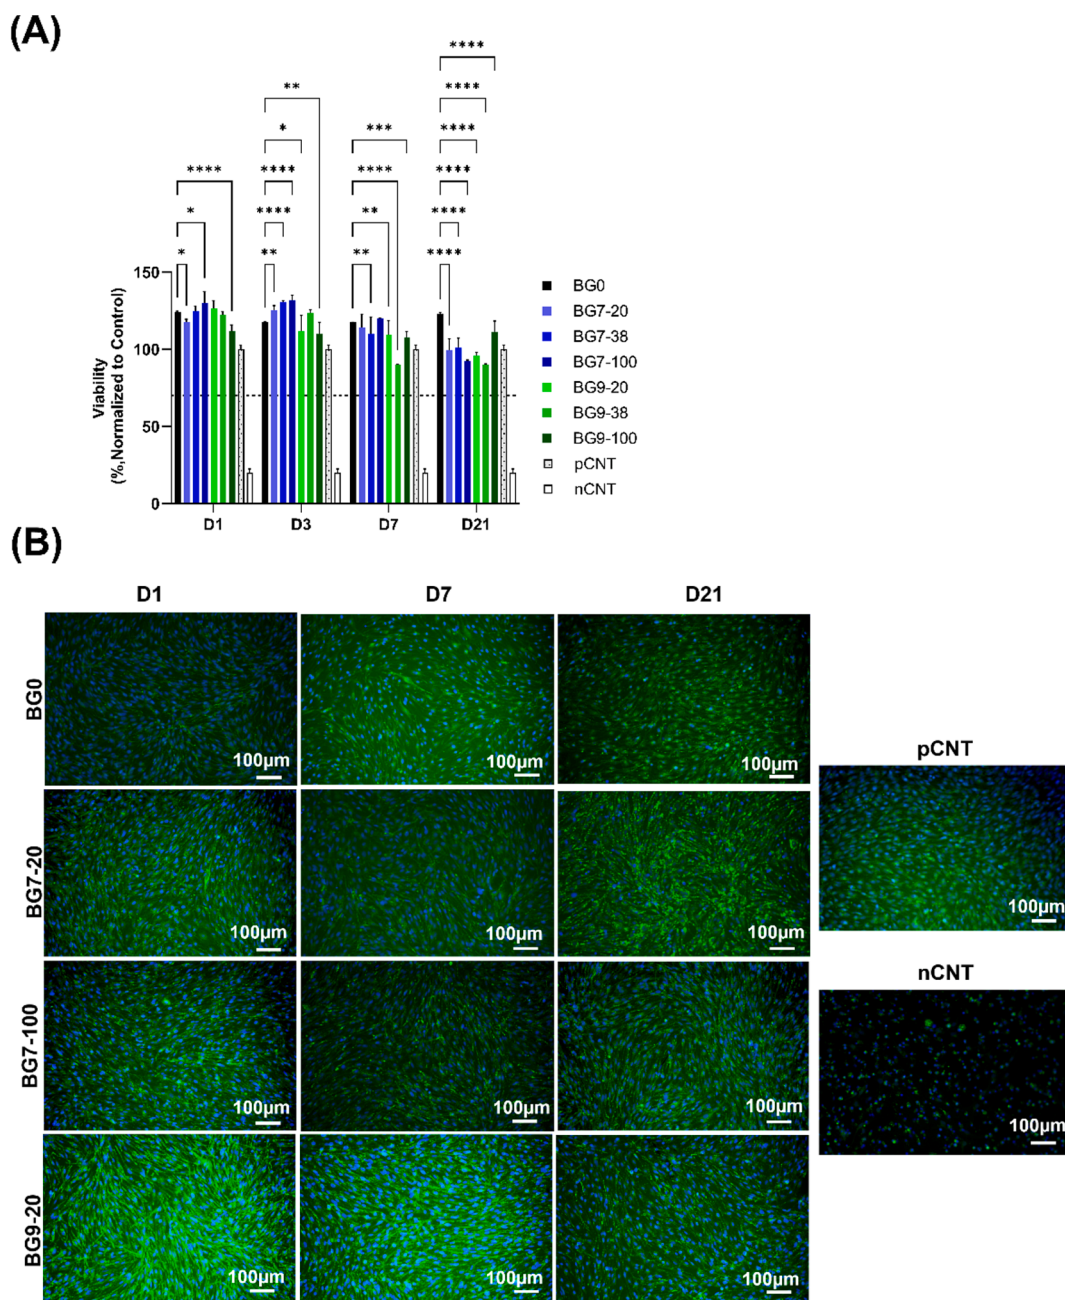 (A)
****
**
****
*
****
***
****
****
****
****
*
****
**
****
*
**
**
****
150
100
50
0
Viability
(%,Normalized to Control)
D1
D3
D7
D21
BG0
BG7-20
BG7-38
BG7-100
BG9-20
BG9-38
BG9-100
pCNT
nCNT
(B)
D1
D7
D21
BG0
100µm
100µm
100µm
pCNT
100µm
BG7-20
100µm
100µm
100µm
nCNT
100µm
BG7-100
100µm
100µm
100µm
BG9-20
100µm
100µm
100µm